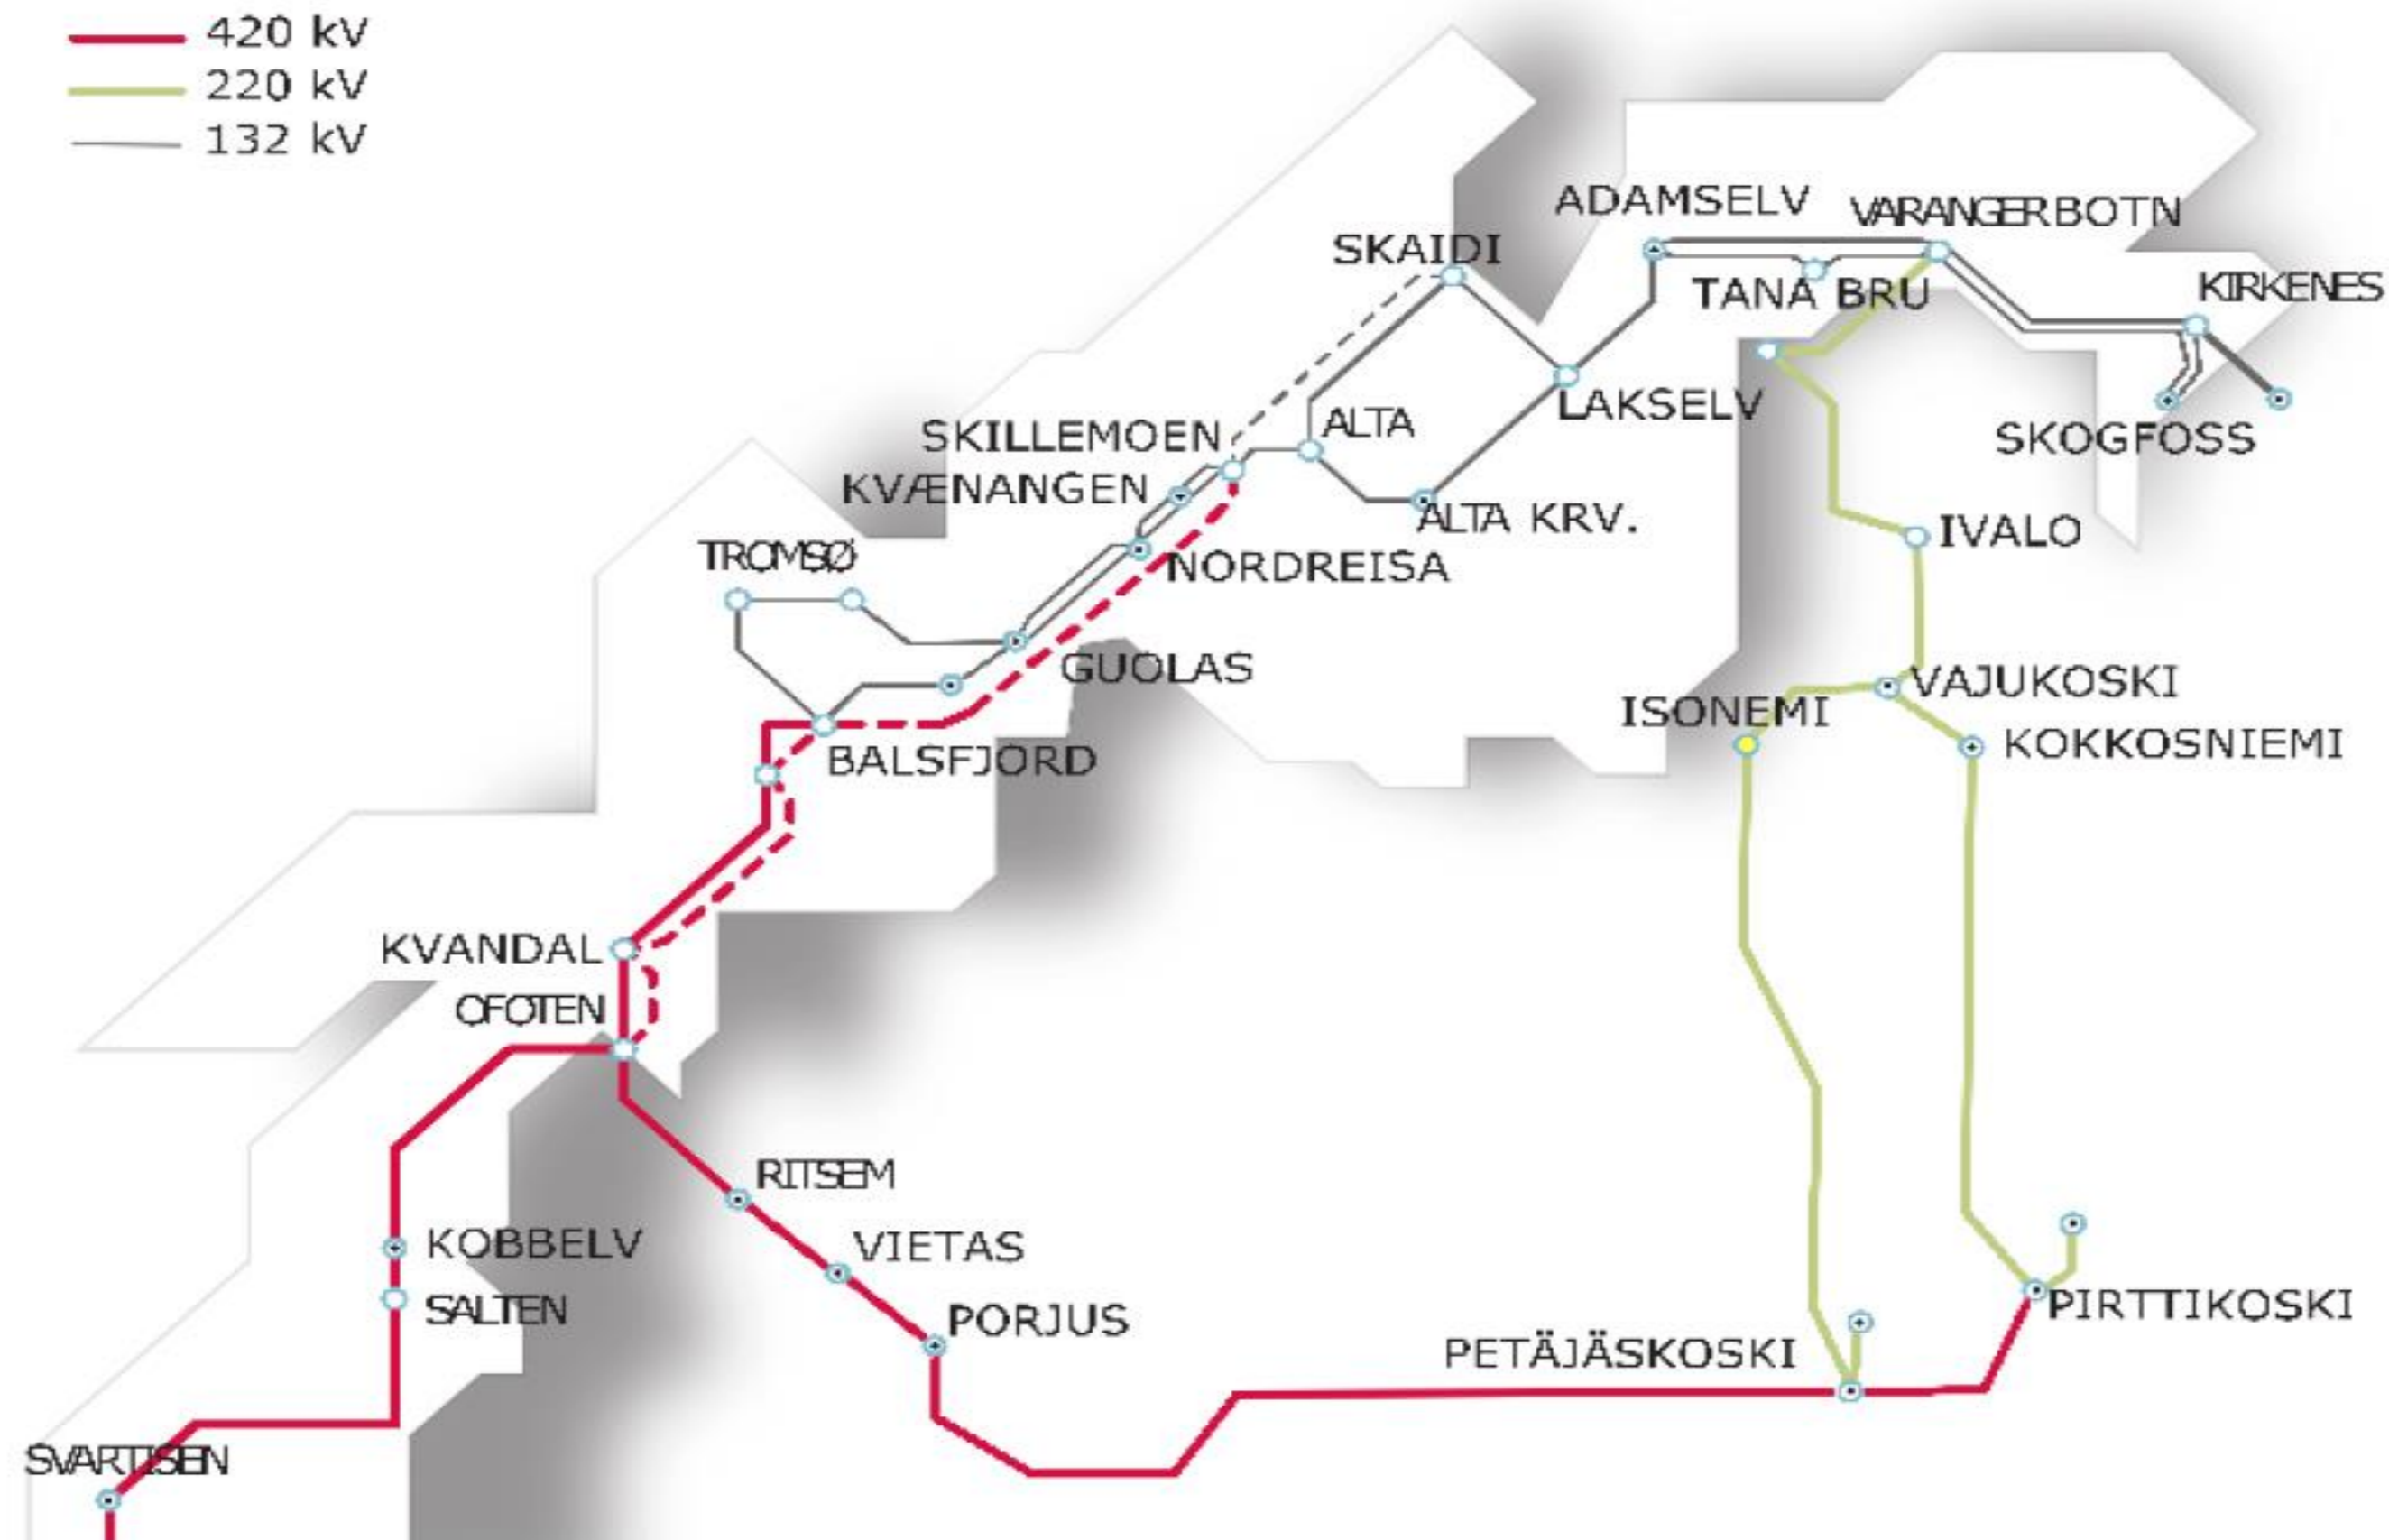 420 kV
220 kV
132 kV
ADAMSELV
VARANGERBOTN
SKAIDI
TANA BRU
KIRKENES
LAKSELV
ALTA
SKILLEMOEN
SKOGFOSS
KVÆNANGEN
ALTA KRV.
IVALO
TROMSØ
NORDREISA
GUOLAS
VAJUKOSKI
ISONEMI
KOKKOSNIEMI
BALSFJORD
KVANDAL
OFOTEN
RITSEM
KOBBELV
VIETAS
SALTEN
PIRTTIKOSKI
PORJUS
PETÄJÄSKOSKI
SVARTISEN